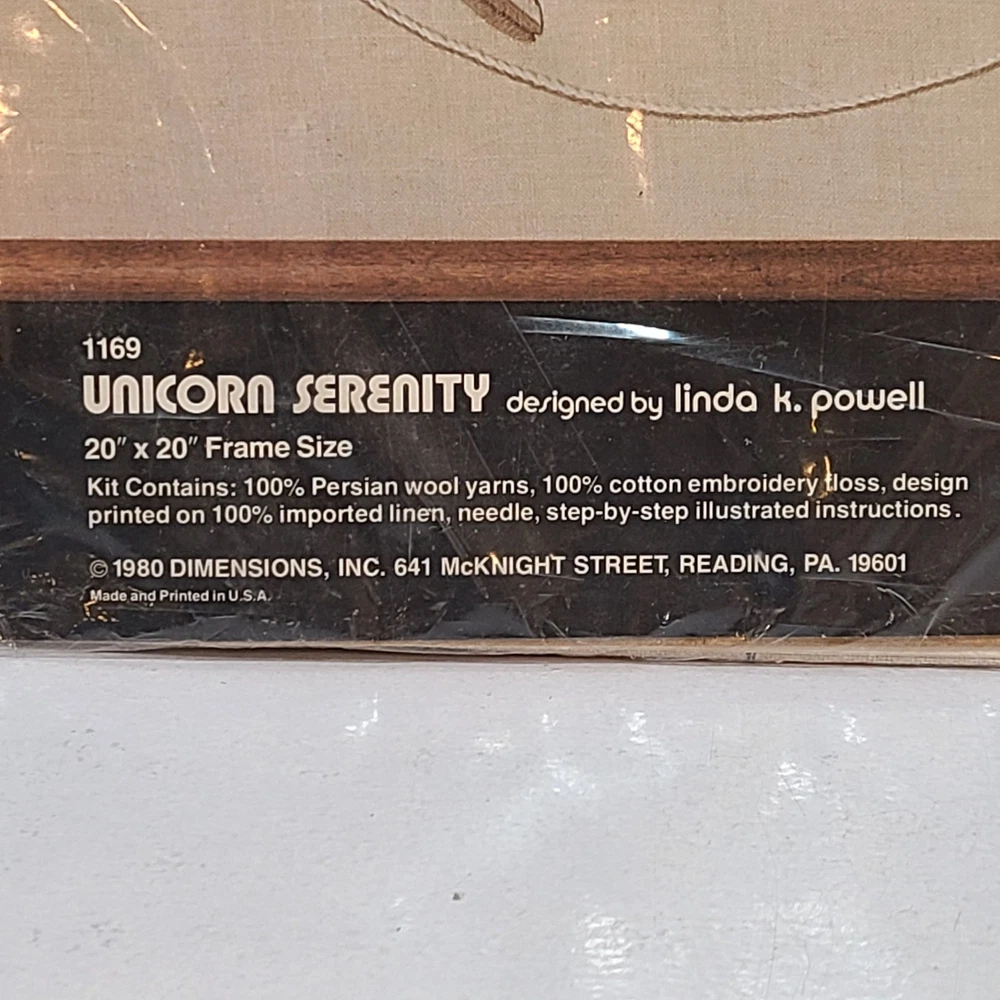 1169
UNICORN SERENITY designed by linda k. powell
20" x 20" Frame Size
Kit Contains: 100% Persian wool yarns, 100% cotton embroidery floss, design
printed on 100% imported linen, needle, step-by-step illustrated instructions.
© 1980 DIMENSIONS, INC. 641 McKNIGHT STREET, READING, PA. 19601
Made and Printed in U.S.A.